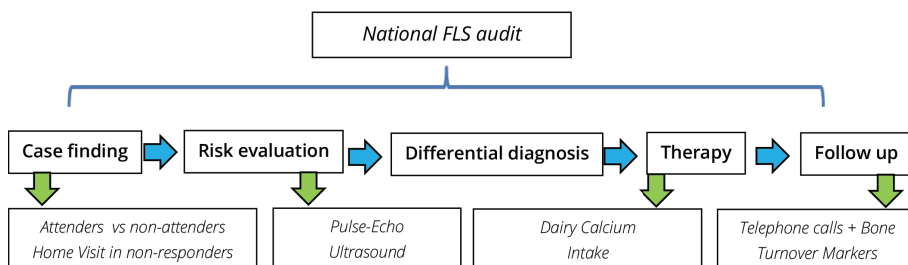 National FLS audit
Case finding
Risk evaluation
Differential diagnosis
Therapy
Follow up
Attenders vs non-attenders
Home Visit in non-responders
Pulse-Echo
Ultrasound
Dairy Calcium
Intake
Telephone calls + Bone
Turnover Markers